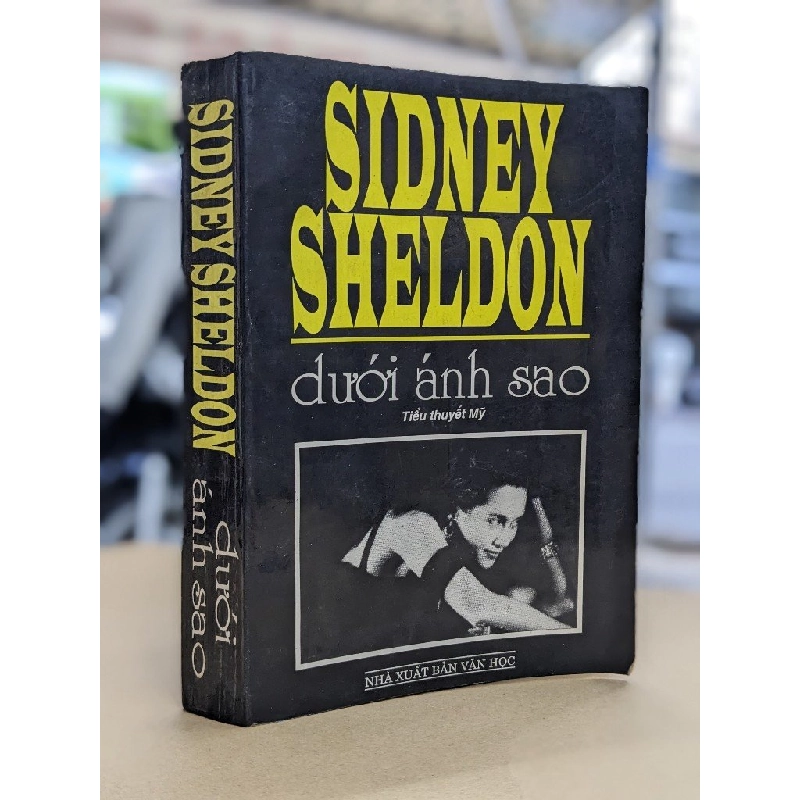 SIDNEY
SHELDON
dưới ánh sao
Tiểu thuyết Mỹ
NHÀ XUẤT BẢN VĂN HỌC
SIDNEY SHELDON
dưới
ánh sao